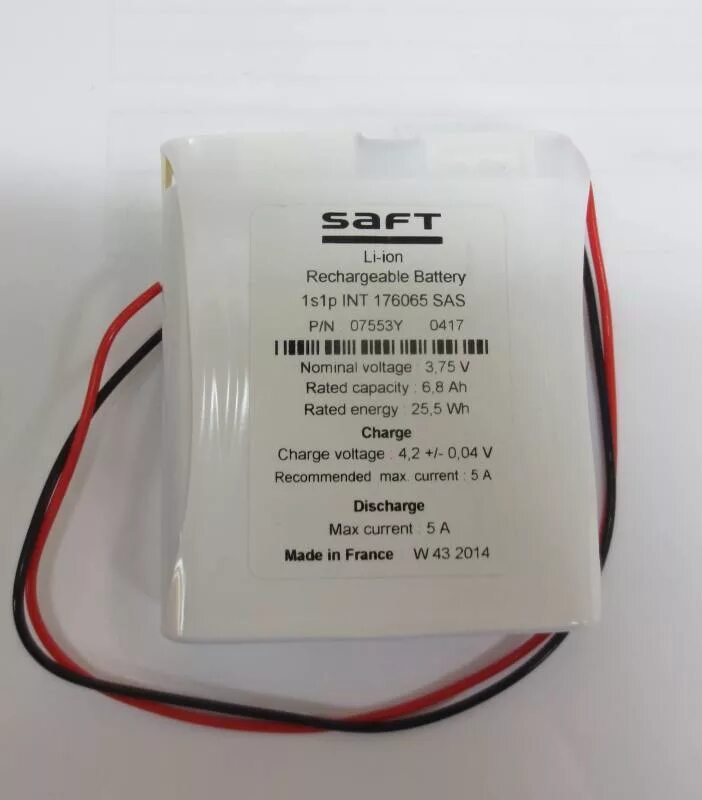 SAFT
Li-ion
Rechargeable Battery
1s1p INT 176065 SAS
P/N : 07553Y 0417
Nominal voltage : 3,75 V
Rated capacity : 6,8 Ah
Rated energy : 25,5 Wh
Charge
Charge voltage : 4,2 +/- 0,04 V
Recommended max. current : 5 A
Discharge
Max current : 5 A
Made in France W 43 2014